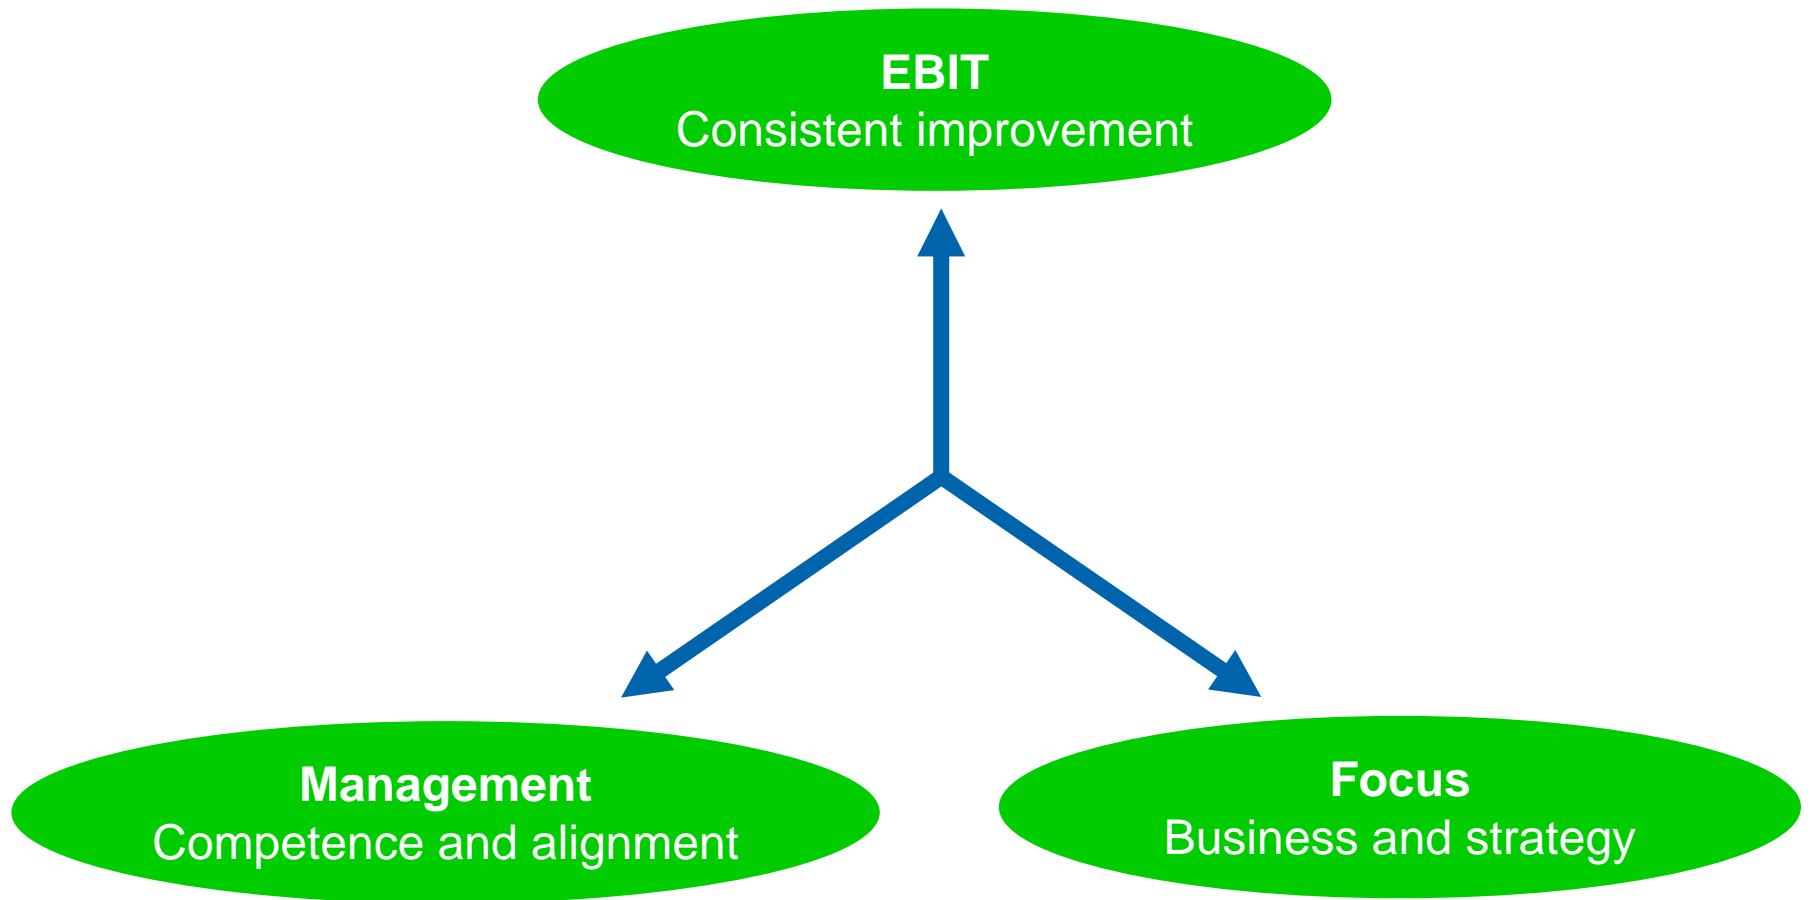 EBIT
Consistent improvement
Management
Competence and alignment
Focus
Business and strategy